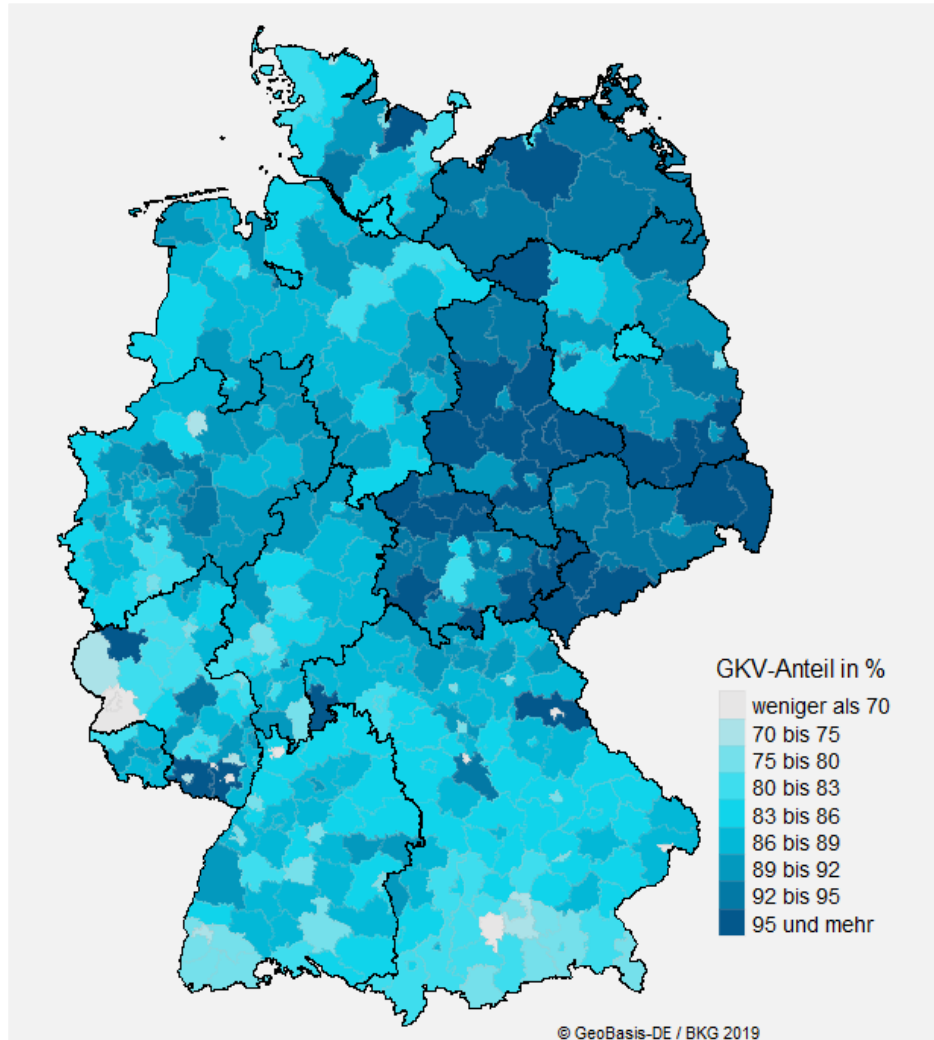 GKV-Anteil in %
weniger als 70
70 bis 75
75 bis 80
80 bis 83
83 bis 86
86 bis 89
89 bis 92
92 bis 95
95 und mehr
© GeoBasis-DE / BKG 2019